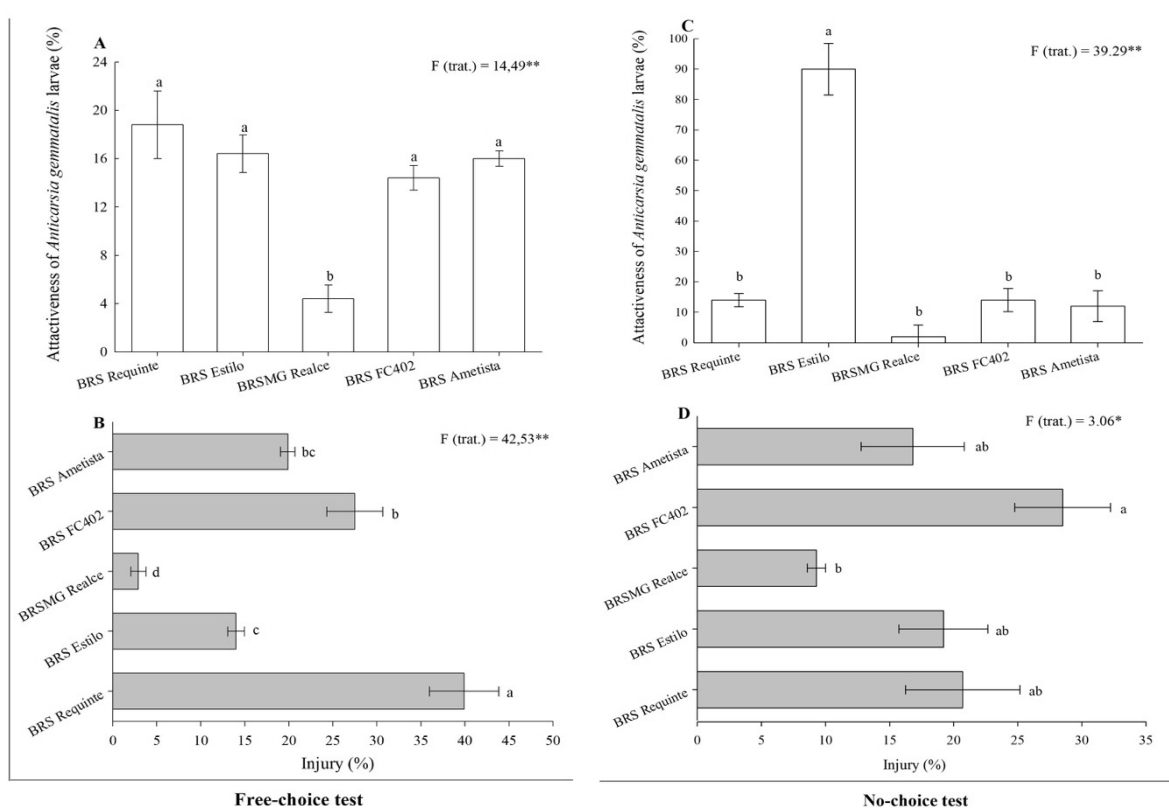 A
Attactiveness of Anticarsia gemmatalis larvae (%)
F (trat.) = 14,49**
24
20
16
12
8
4
0
a
a
b
a
a
BRS Requinte
BRS Estilo
BRSMG Realce
BRS FC402
BRS Ametista
B
F (trat.) = 42,53**
BRS Ametista
bc
BRS FC402
b
BRSMG Realce
d
BRS Estilo
c
BRS Requinte
a
0 5 10 15 20 25 30 35 40 45 50
Injury (%)
Free-choice test
C
Attactiveness of Anticarsia gemmatalis larvae (%)
F (trat.) = 39.29**
100
90
80
70
60
50
40
30
20
10
0
b
a
b
b
b
BRS Requinte
BRS Estilo
BRSMG Realce
BRS FC402
BRS Ametista
D
F (trat.) = 3.06*
BRS Ametista
ab
BRS FC402
a
BRSMG Realce
b
BRS Estilo
ab
BRS Requinte
ab
0 5 10 15 20 25 30 35
Injury (%)
No-choice test